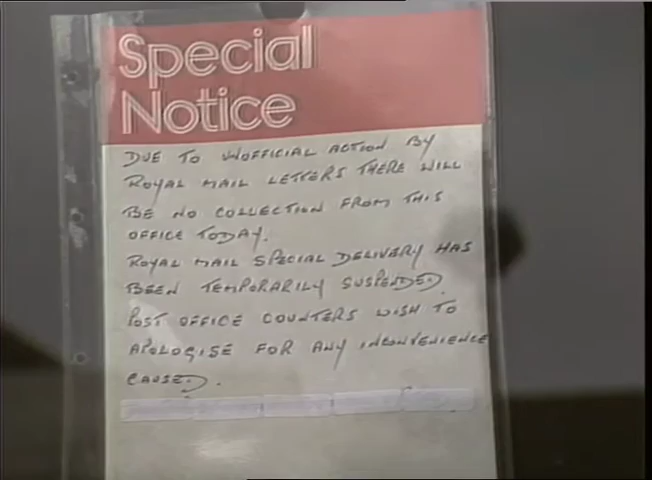 Special
Notice
DUE TO UNOFFICIAL ACTION BY
ROYAL MAIL LETTERS THERE WILL
BE NO COLLECTION FROM THIS
OFFICE TODAY.
ROYAL MAIL SPECIAL DELIVERY HAS
BEEN TEMPORARILY SUSPENDED.
POST OFFICE COUNTERS WISH TO
APOLOGISE FOR ANY INCONVENIENCE
CAUSED.